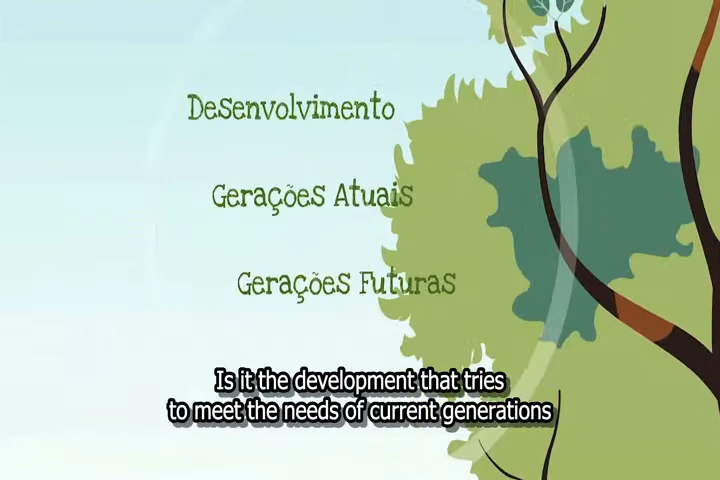 Desenvolvimento
Gerações Atuais
Gerações Futuras
Is it the development that tries
to meet the needs of current generations